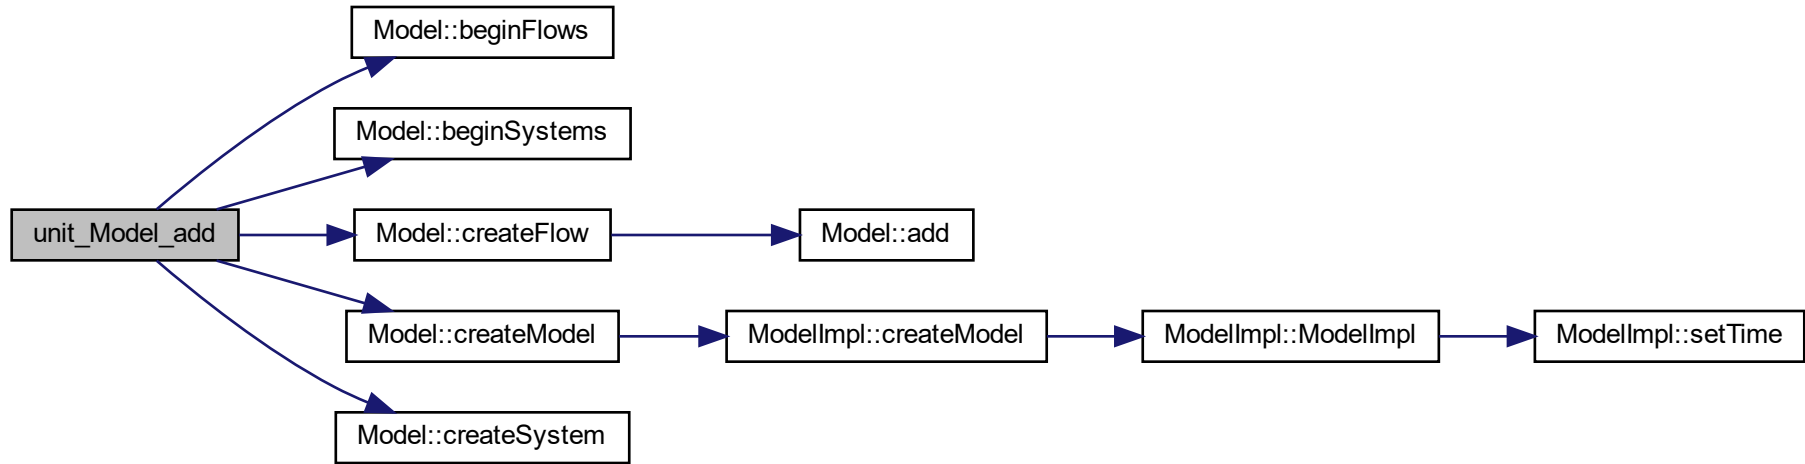 Model::beginFlows
Model::beginSystems
unit_Model_add
Model::createFlow
Model::add
Model::createModel
ModelImpl::createModel
ModelImpl::ModelImpl
ModelImpl::setTime
Model::createSystem